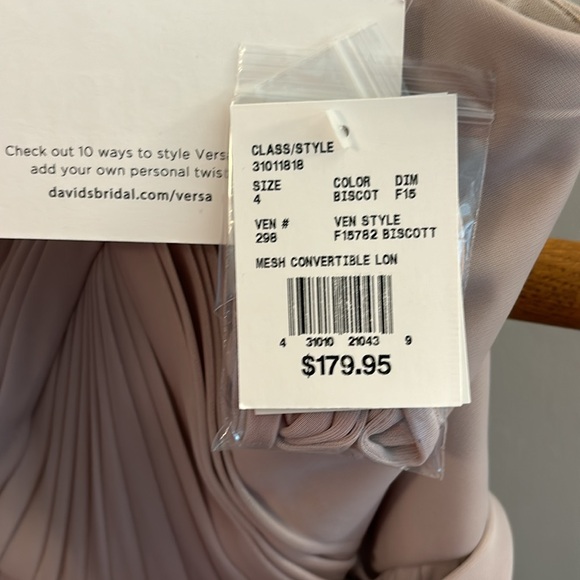 Check out 10 ways to style Versa
add your own personal twist
davidsbridal.com/versa
CLASS/STYLE
31011818
SIZE COLOR DIM
4 BISCOT F15
VEN # VEN STYLE
298 F15782 BISCOTT
MESH CONVERTIBLE LON
4 31010 21043 9
$179.95